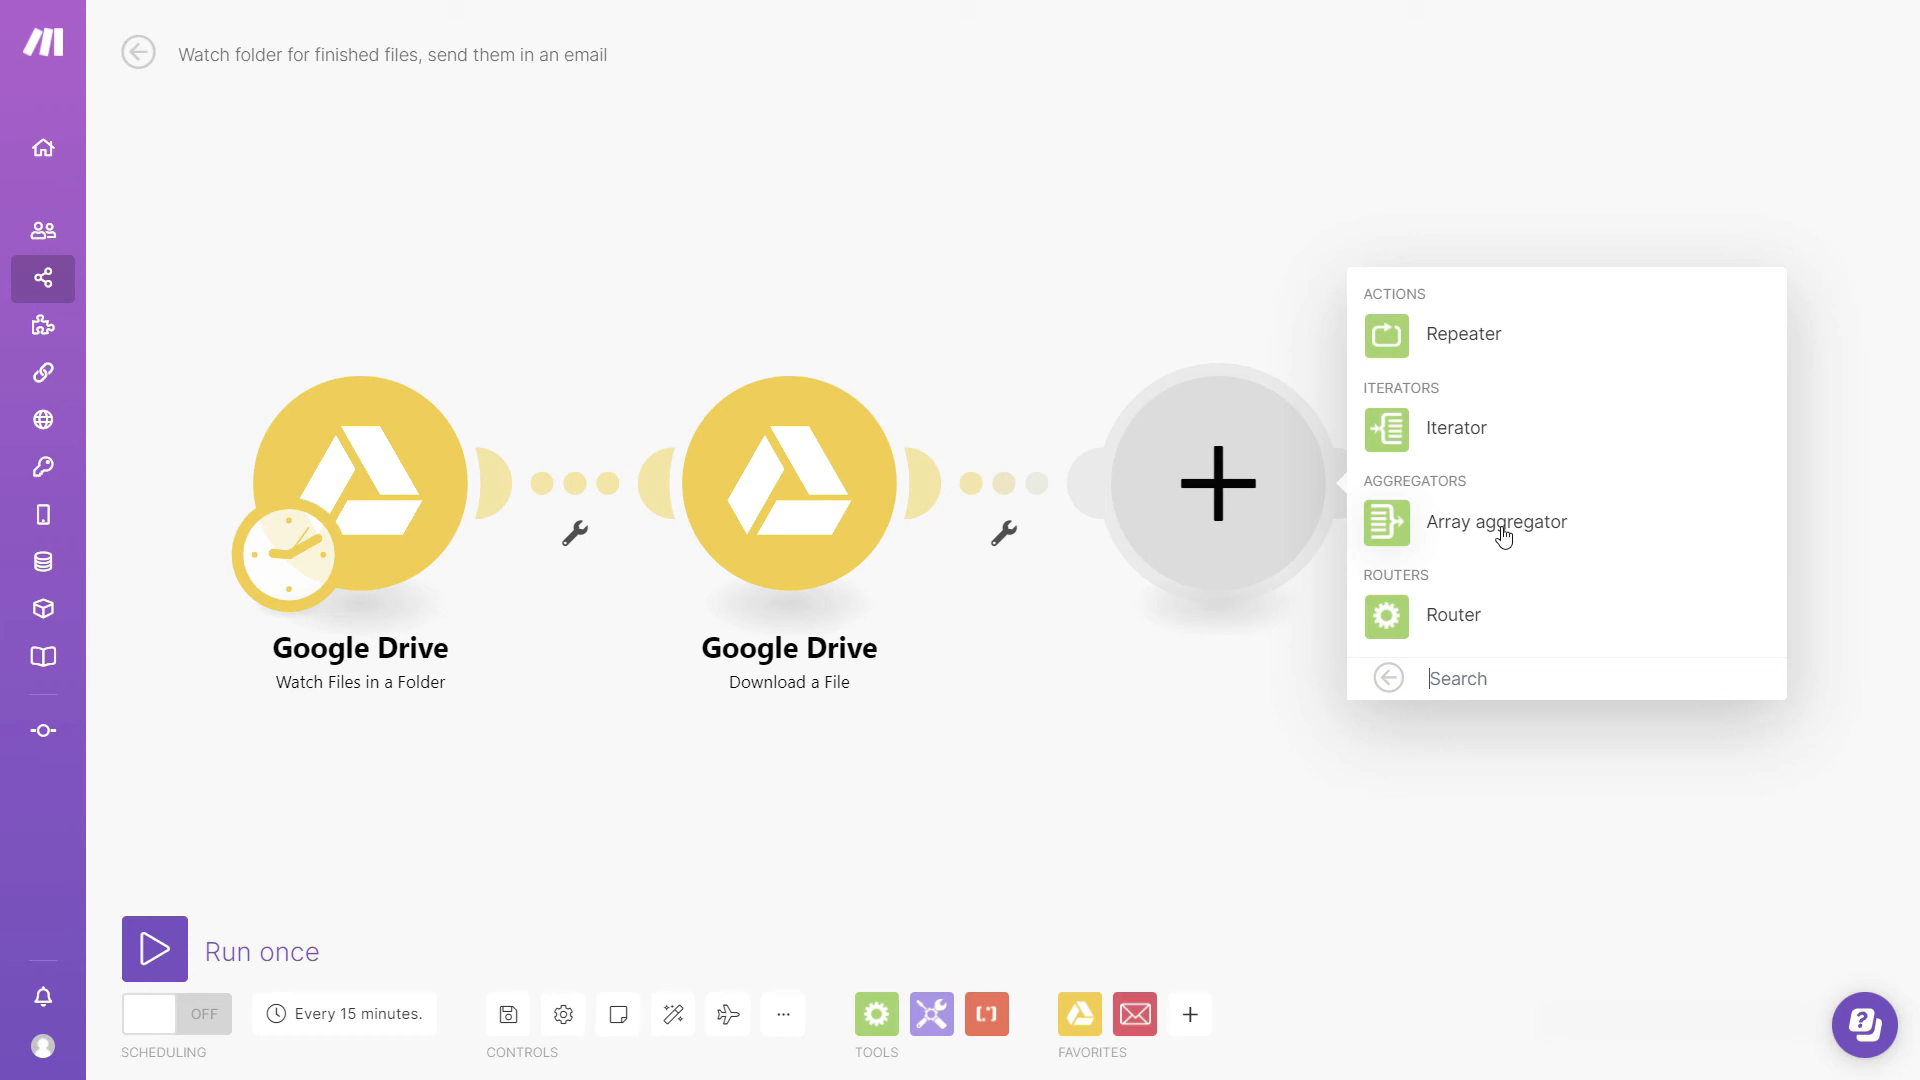 Watch folder for finished files, send them in an email
ACTIONS
Repeater
ITERATORS
Iterator
AGGREGATORS
Array aggregator
ROUTERS
Router
Search
Google Drive
Watch Files in a Folder
Google Drive
Download a File
Run once
OFF
Every 15 minutes.
SCHEDULING
CONTROLS
TOOLS
FAVORITES